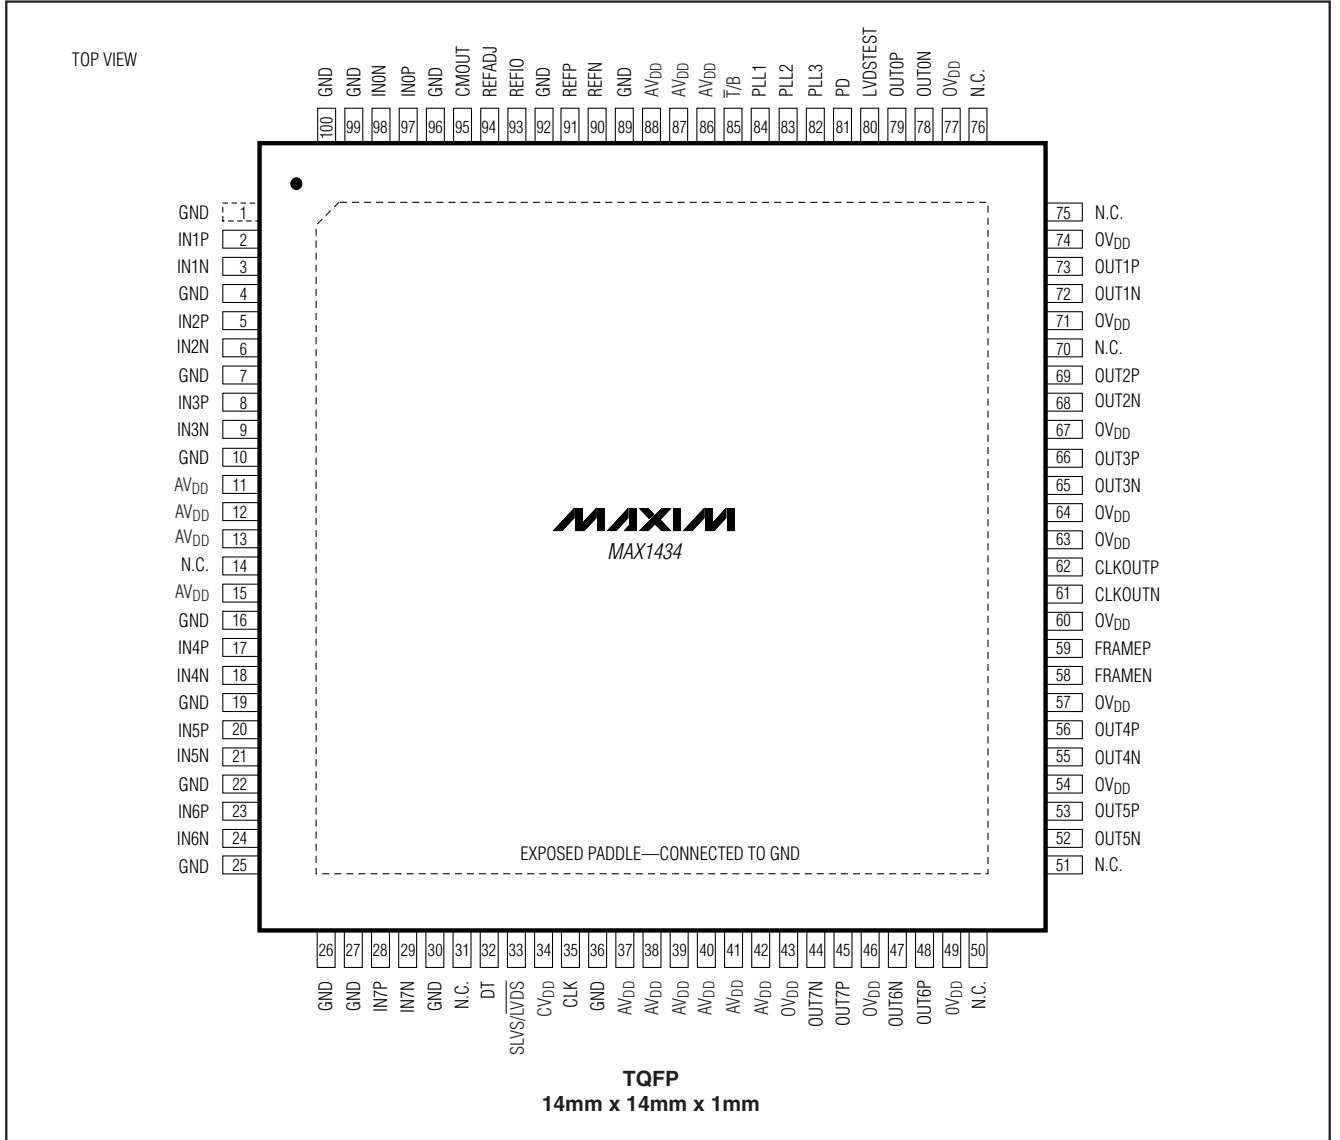 TOP VIEW
GND GND IN0N IN0P GND CMOUT REFADJ REFIO GND REFP REFN GND AVDD AVDD AVDD T̅/B PLL1 PLL2 PLL3 PD LVDSTEST OUT0P OUT0N OVDD N.C.
100 99 98 97 96 95 94 93 92 91 90 89 88 87 86 85 84 83 82 81 80 79 78 77 76
GND 1
IN1P 2
IN1N 3
GND 4
IN2P 5
IN2N 6
GND 7
IN3P 8
IN3N 9
GND 10
AVDD 11
AVDD 12
AVDD 13
N.C. 14
AVDD 15
GND 16
IN4P 17
IN4N 18
GND 19
IN5P 20
IN5N 21
GND 22
IN6P 23
IN6N 24
GND 25
MAXIM
MAX1434
EXPOSED PADDLE—CONNECTED TO GND
75 N.C.
74 OVDD
73 OUT1P
72 OUT1N
71 OVDD
70 N.C.
69 OUT2P
68 OUT2N
67 OVDD
66 OUT3P
65 OUT3N
64 OVDD
63 OVDD
62 CLKOUTP
61 CLKOUTN
60 OVDD
59 FRAMEP
58 FRAMEN
57 OVDD
56 OUT4P
55 OUT4N
54 OVDD
53 OUT5P
52 OUT5N
51 N.C.
26 27 28 29 30 31 32 33 34 35 36 37 38 39 40 41 42 43 44 45 46 47 48 49 50
GND GND IN7P IN7N GND N.C. DT SLVS/L̅V̅D̅S̅ CVDD CLK GND AVDD AVDD AVDD AVDD AVDD AVDD OVDD OUT7N OUT7P OVDD OUT6N OUT6P OVDD N.C.
TQFP
14mm x 14mm x 1mm